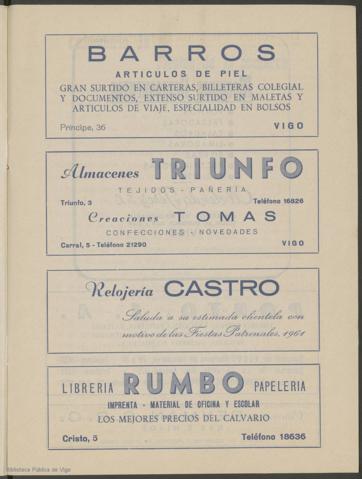 BARROS
ARTICULOS DE PIEL
GRAN SURTIDO EN CARTERAS, BILLETERAS COLEGIAL
Y DOCUMENTOS, EXTENSO SURTIDO EN MALETAS Y
ARTICULOS DE VIAJE, ESPECIALIDAD EN BOLSOS
Príncipe, 36 VIGO
Almacenes TRIUNFO
TEJIDOS - PAÑERIA
Triunfo, 3 Teléfono 16826
Creaciones TOMAS
CONFECCIONES - NOVEDADES
Carral, 5 - Teléfono 21290 VIGO
Relojería CASTRO
Saluda a su estimada clientela con
motivo de las Fiestas Patronales, 1961
LIBRERIA RUMBO PAPELERIA
IMPRENTA - MATERIAL DE OFICINA Y ESCOLAR
LOS MEJORES PRECIOS DEL CALVARIO
Cristo, 5 Teléfono 18636
Biblioteca Pública de Vigo